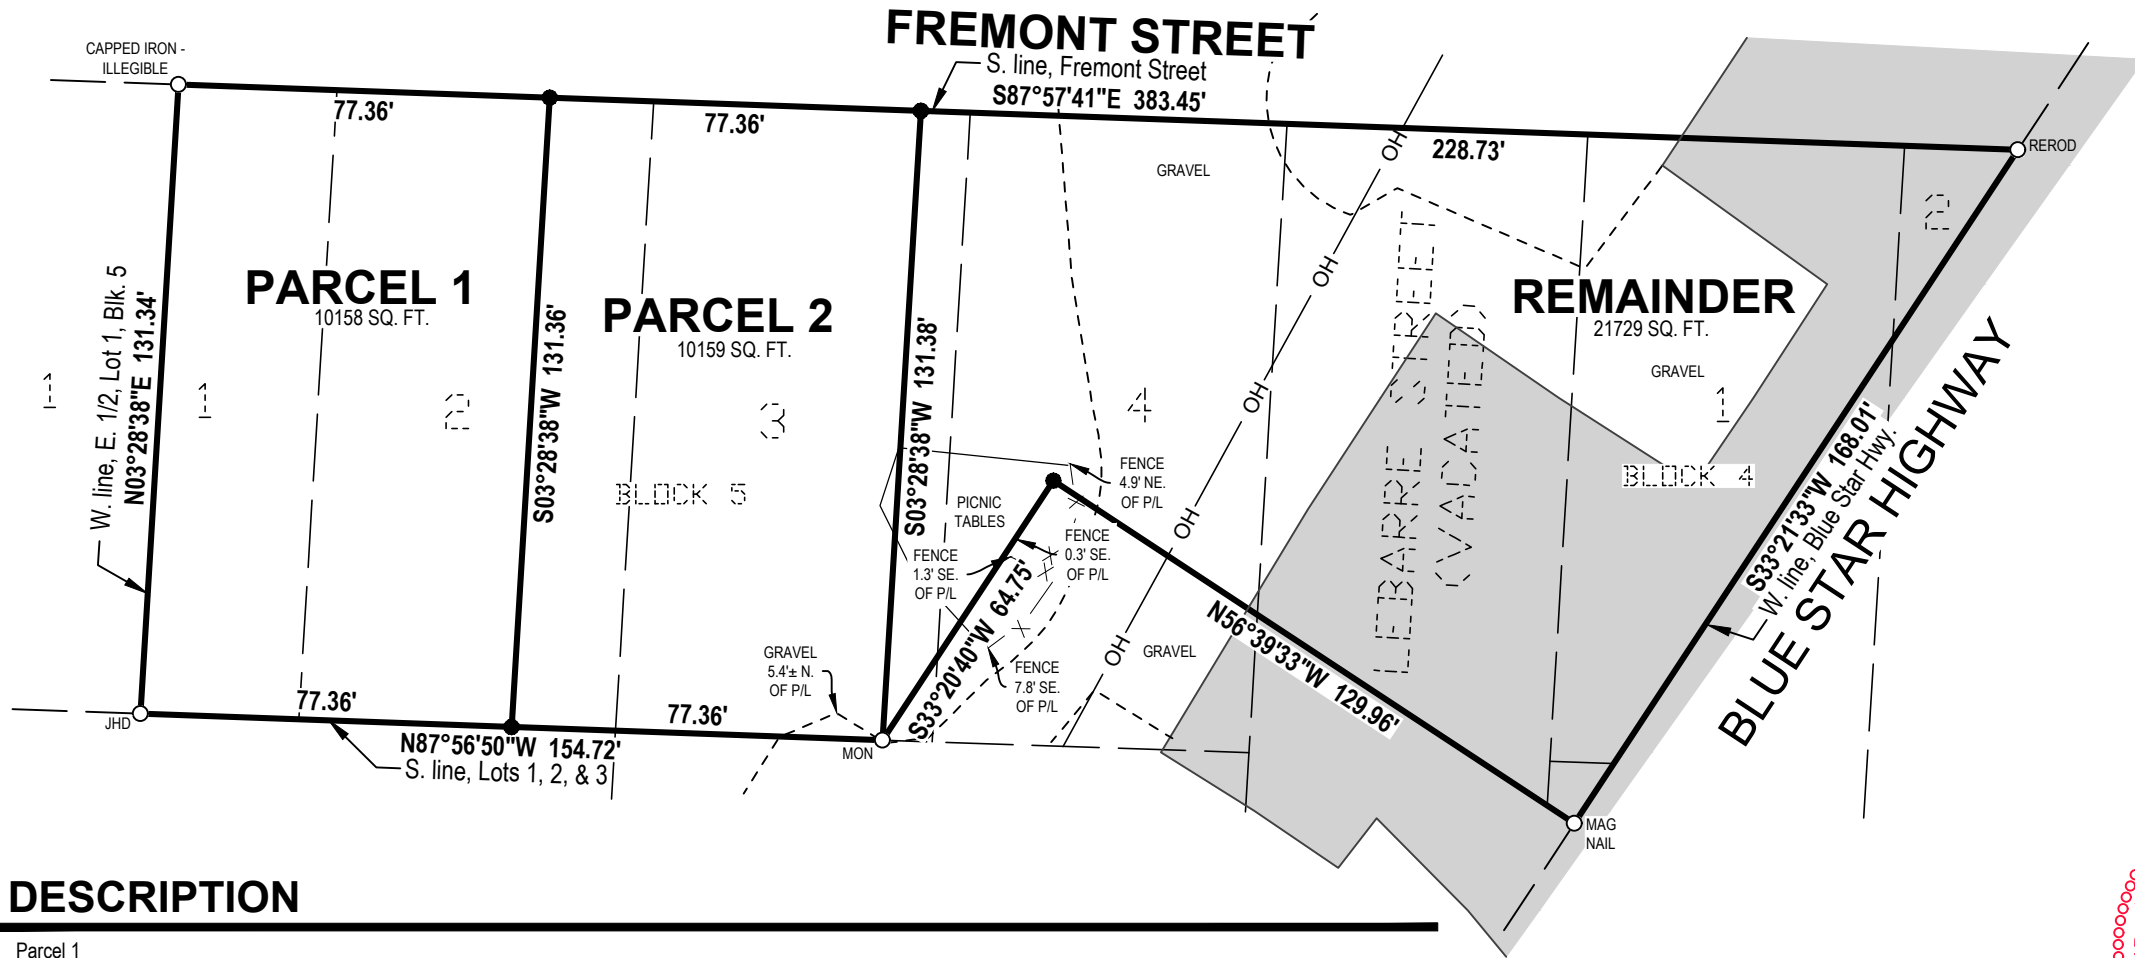 FREMONT STREET
CAPPED IRON -
ILLEGIBLE
S. line, Fremont Street
S87°57'41"E 383.45'
77.36'
77.36'
228.73'
REROD
GRAVEL
2
PARCEL 1
10158 SQ. FT.
PARCEL 2
10159 SQ. FT.
REMAINDER
21729 SQ. FT.
GRAVEL
W. line, E. 1/2, Lot 1, Blk. 5
N03°28'38"E 131.34'
S03°28'38"W 131.36'
S03°28'38"W 131.38'
OH
OH
OH
OH
OH
1
1
2
3
4
1
BLOCK 5
BLOCK 4
VACATED
S33°21'33"W 168.01'
W. line, Blue Star Hwy.
BLUE STAR HIGHWAY
PICNIC
TABLES
FENCE
4.9' NE.
OF P/L
FENCE
0.3' SE.
OF P/L
FENCE
1.3' SE.
OF P/L
S33°20'40"W 64.75'
FENCE
7.8' SE.
OF P/L
GRAVEL
N56°39'33"W 129.96'
GRAVEL
5.4'± N.
OF P/L
77.36'
77.36'
JHD
MON
N87°56'50"W 154.72'
S. line, Lots 1, 2, & 3
MAG
NAIL
DESCRIPTION
Parcel 1